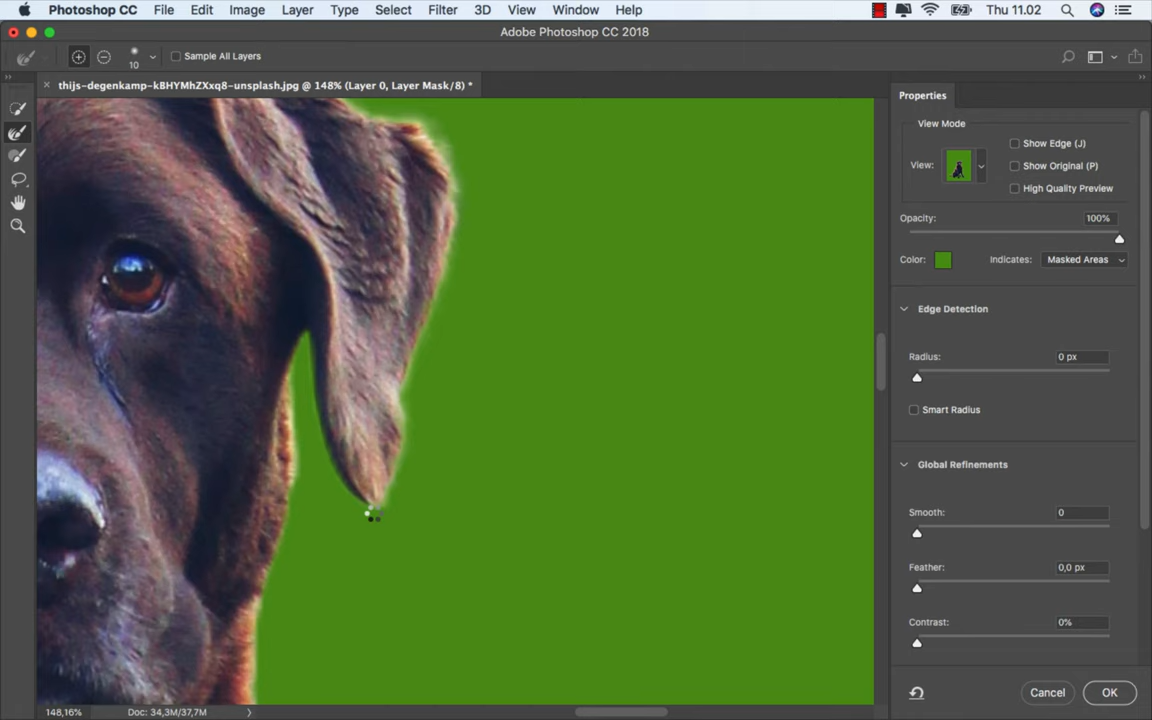 Photoshop CC File Edit Image Layer Type Select Filter 3D View Window Help Thu 11.02
Adobe Photoshop CC 2018
10 Sample All Layers
thijs-degenkamp-kBHYMhZXxq8-unsplash.jpg @ 148% (Layer 0, Layer Mask/8) *
Properties
View Mode
Show Edge (J)
View: Show Original (P)
High Quality Preview
Opacity: 100%
Color: Indicates: Masked Areas
Edge Detection
Radius: 0 px
Smart Radius
Global Refinements
Smooth: 0
Feather: 0,0 px
Contrast: 0%
Cancel OK
148,16% Doc: 34,3M/37,7M